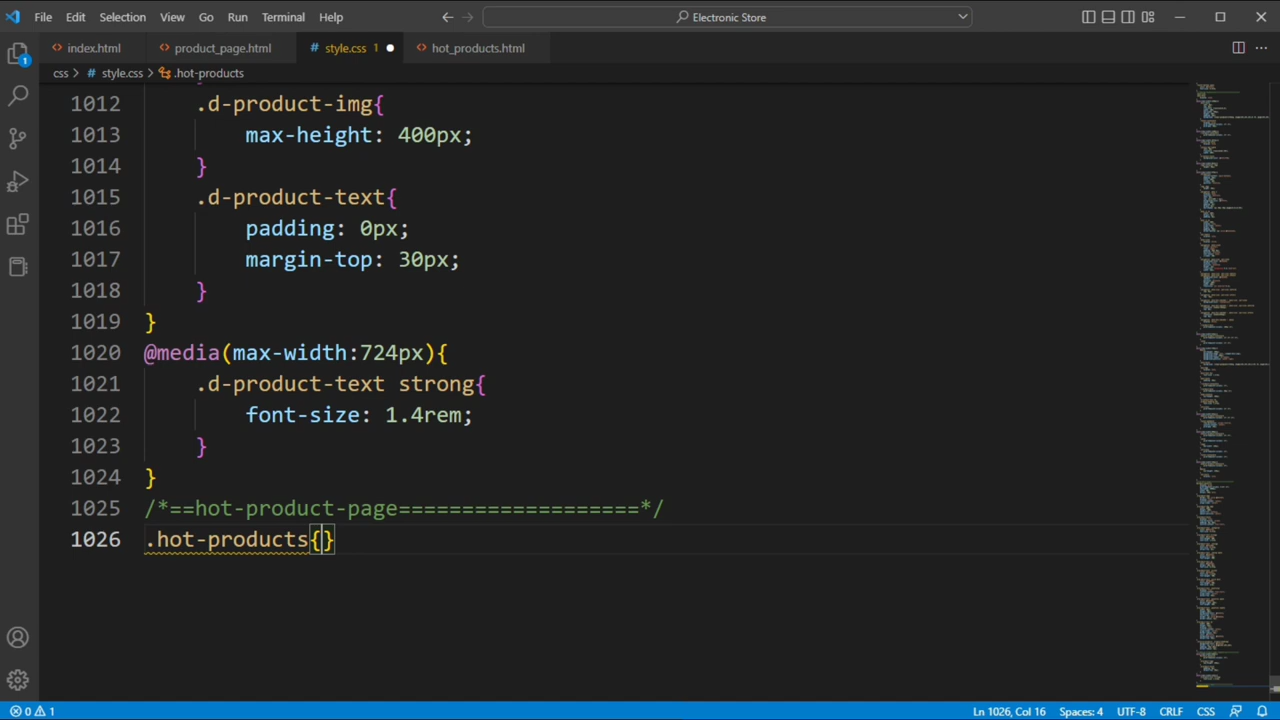 File Edit Selection View Go Run Terminal Help
Electronic Store
index.html product_page.html style.css 1 hot_products.html
css > style.css > .hot-products
1012 .d-product-img{
1013 max-height: 400px;
1014 }
1015 .d-product-text{
1016 padding: 0px;
1017 margin-top: 30px;
1018 }
1019 }
1020 @media(max-width:724px){
1021 .d-product-text strong{
1022 font-size: 1.4rem;
1023 }
1024 }
1025 /*==hot-product-page===================*/
1026 .hot-products{}
1
0 1 Ln 1026, Col 16 Spaces: 4 UTF-8 CRLF CSS